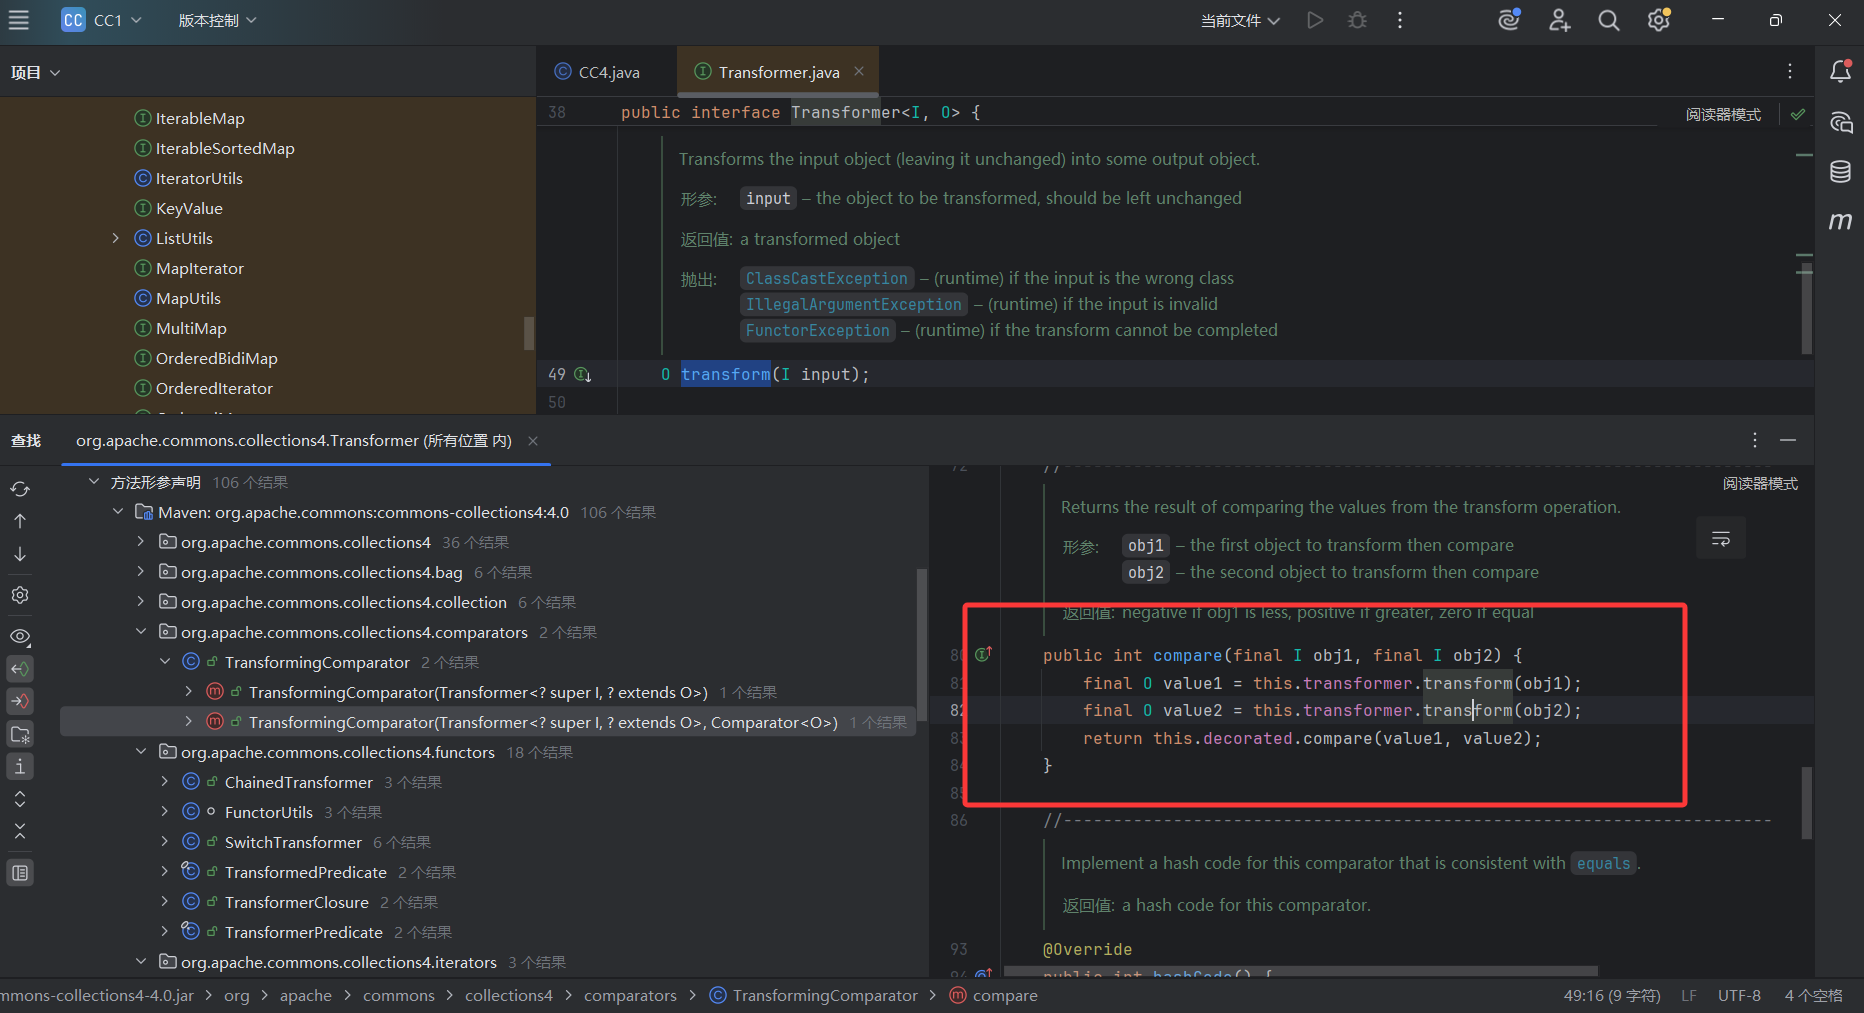 CC CC1 版本控制 当前文件
项目
CC4.java Transformer.java
IterableMap
IterableSortedMap
IteratorUtils
KeyValue
ListUtils
MapIterator
MapUtils
MultiMap
OrderedBidiMap
OrderedIterator
38 public interface Transformer<I, O> {
阅读器模式
Transforms the input object (leaving it unchanged) into some output object.
形参: input – the object to be transformed, should be left unchanged
返回值: a transformed object
抛出: ClassCastException – (runtime) if the input is the wrong class
IllegalArgumentException – (runtime) if the input is invalid
FunctorException – (runtime) if the transform cannot be completed
49 O transform(I input);
50
查找 org.apache.commons.collections4.Transformer (所有位置 内)
方法形参声明 106 个结果
Maven: org.apache.commons:commons-collections4:4.0 106 个结果
org.apache.commons.collections4 36 个结果
org.apache.commons.collections4.bag 6 个结果
org.apache.commons.collections4.collection 6 个结果
org.apache.commons.collections4.comparators 2 个结果
TransformingComparator 2 个结果
TransformingComparator(Transformer<? super I, ? extends O>) 1 个结果
TransformingComparator(Transformer<? super I, ? extends O>, Comparator<O>) 1 个结果
org.apache.commons.collections4.functors 18 个结果
ChainedTransformer 3 个结果
FunctorUtils 3 个结果
SwitchTransformer 6 个结果
TransformedPredicate 2 个结果
TransformerClosure 2 个结果
TransformerPredicate 2 个结果
org.apache.commons.collections4.iterators 3 个结果
72 //-----------------------------------------------------------------------
阅读器模式
Returns the result of comparing the values from the transform operation.
形参: obj1 – the first object to transform then compare
obj2 – the second object to transform then compare
返回值: negative if obj1 is less, positive if greater, zero if equal
80 public int compare(final I obj1, final I obj2) {
81 final O value1 = this.transformer.transform(obj1);
82 final O value2 = this.transformer.transform(obj2);
83 return this.decorated.compare(value1, value2);
84 }
85
86 //-----------------------------------------------------------------------
Implement a hash code for this comparator that is consistent with equals.
返回值: a hash code for this comparator.
93 @Override
94 public int hashCode() {
mmons-collections4-4.0.jar > org > apache > commons > collections4 > comparators > TransformingComparator > compare
49:16 (9 字符) LF UTF-8 4 个空格